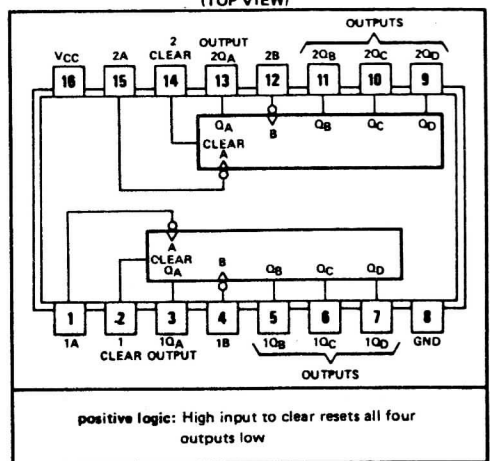 (TOP VIEW)
OUTPUTS
2 OUTPUT
VCC 2A CLEAR 2QA 2B 2QB 2QC 2QD
16 15 14 13 12 11 10 9
QA B QB QC QD
CLEAR
A
A
CLEAR
QA B QB QC QD
1 2 3 4 5 6 7 8
1A 1 1QA 1B 1QB 1QC 1QD GND
CLEAR OUTPUT
OUTPUTS
positive logic: High input to clear resets all four
outputs low